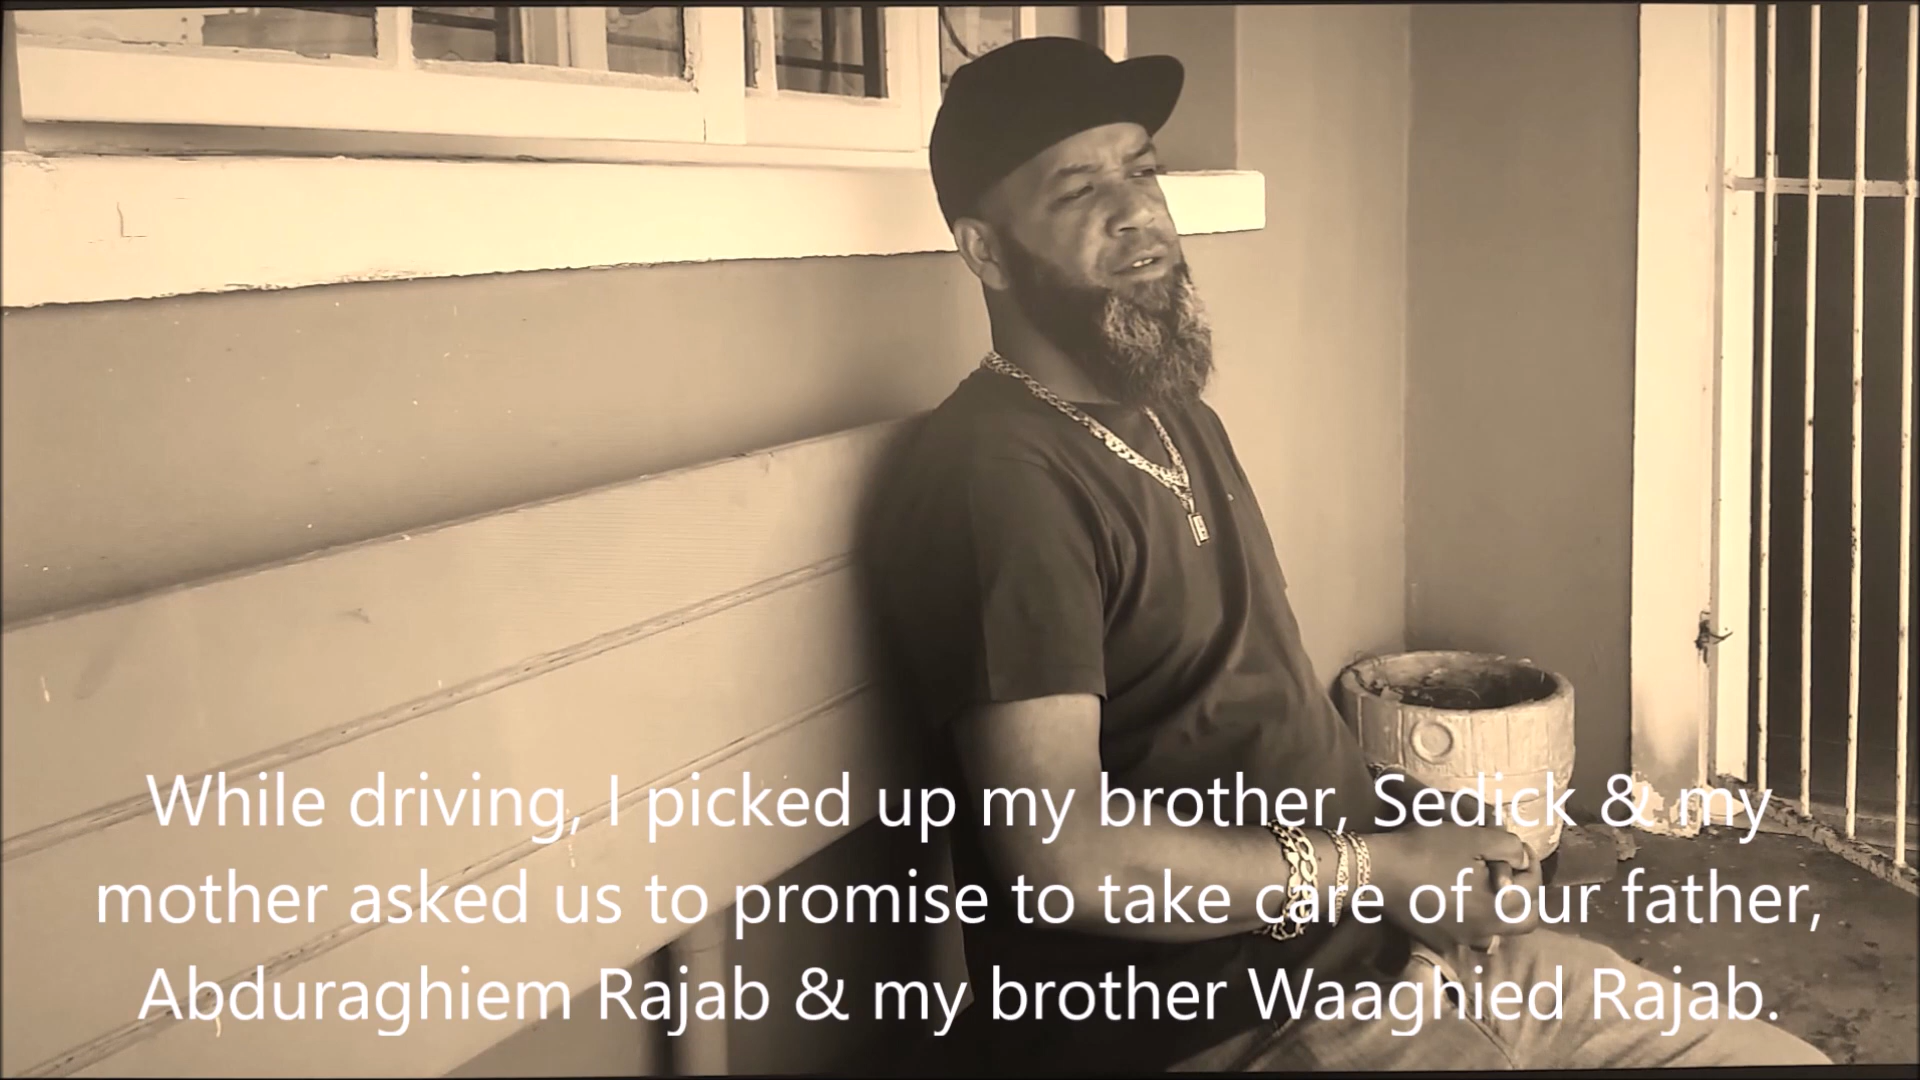 While driving, I picked up my brother, Sedick & my
mother asked us to promise to take care of our father,
Abduraghiem Rajab & my brother Waaghied Rajab.